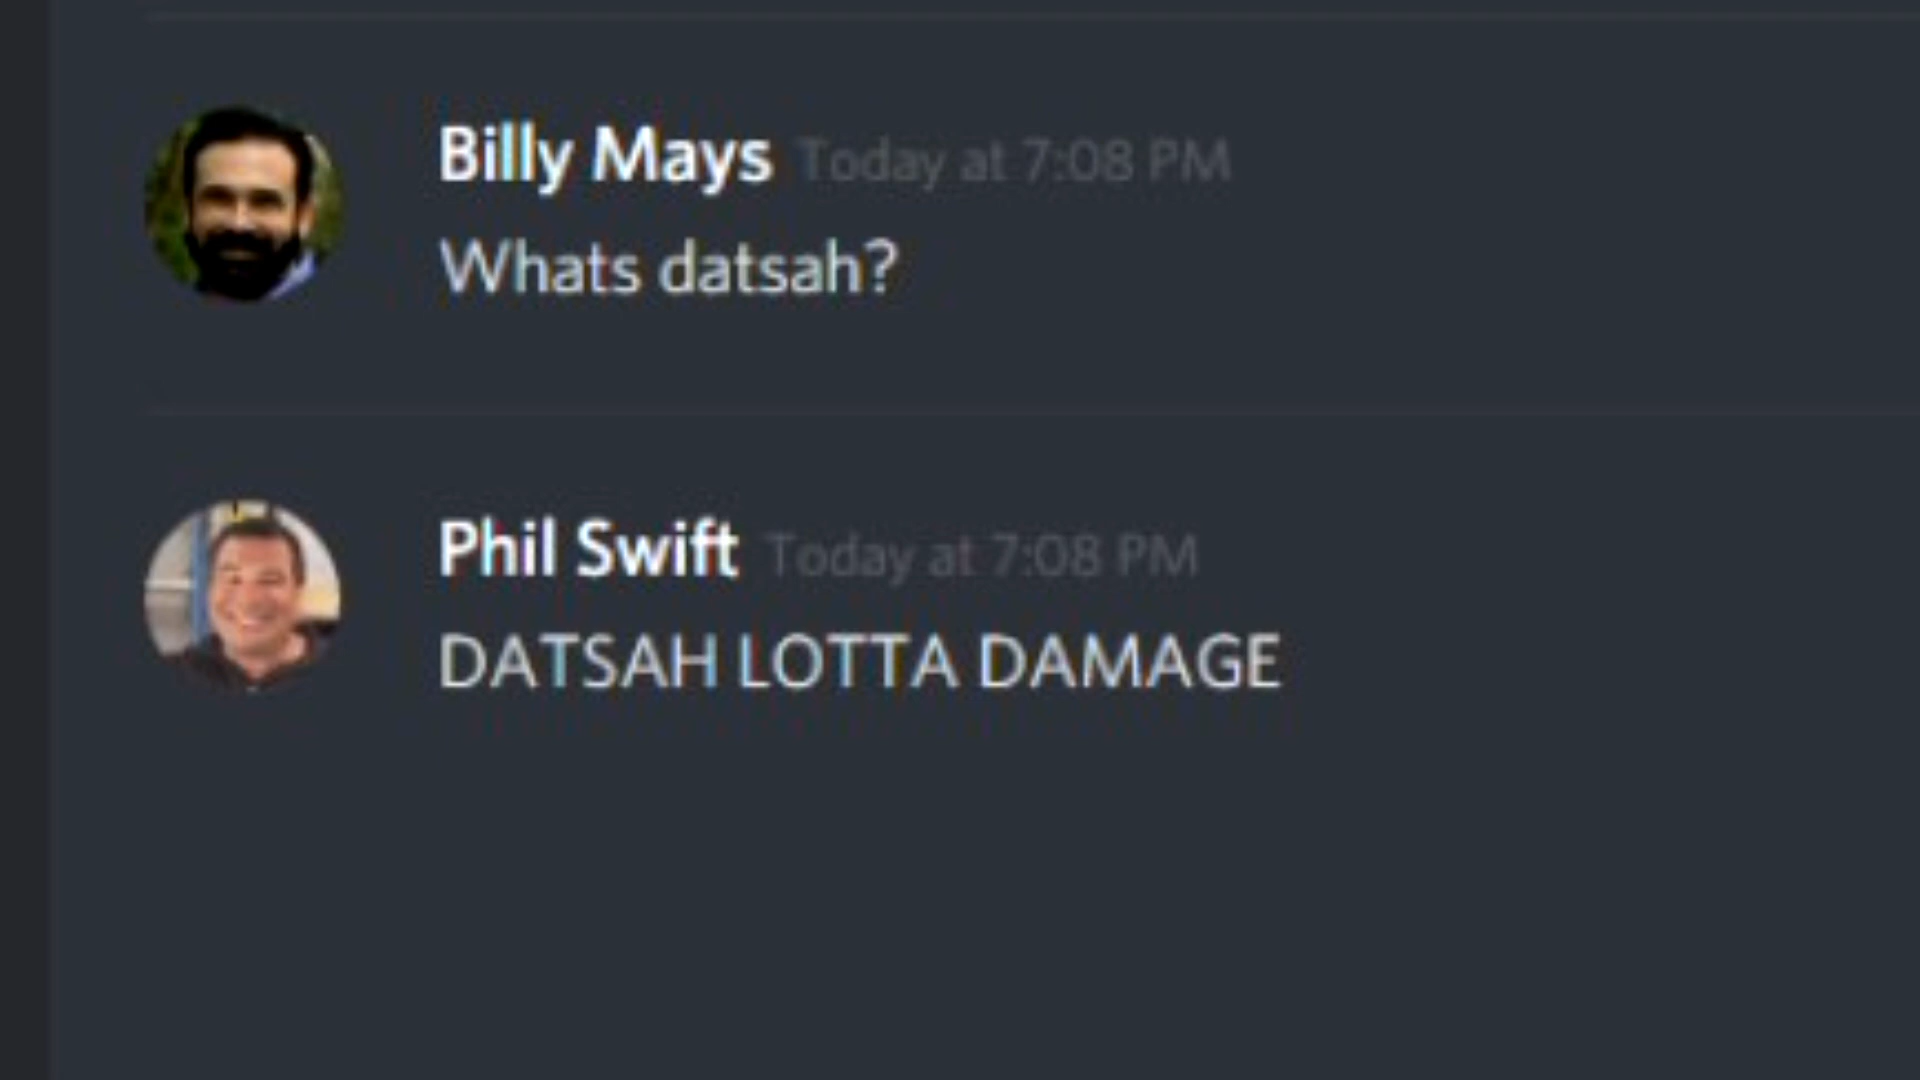 Billy Mays Today at 7:08 PM
Whats datsah?
Phil Swift Today at 7:08 PM
DATSAH LOTTA DAMAGE